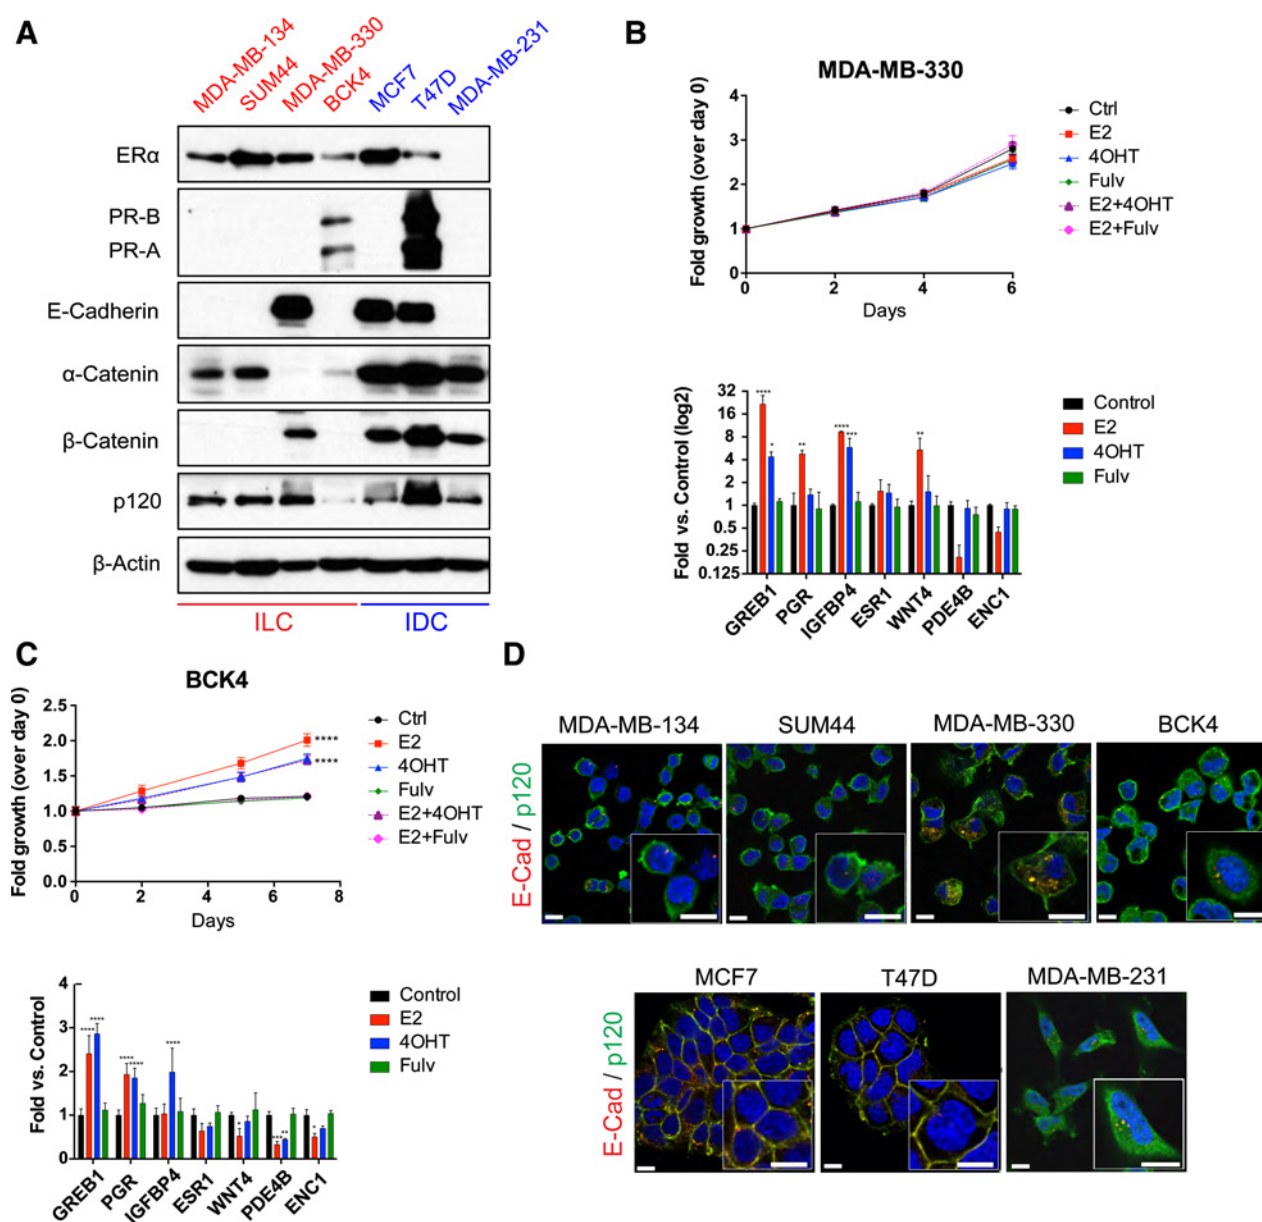 A
MDA-MB-134
SUM44
MDA-MB-330
BCK4
MCF7
T47D
MDA-MB-231
ERα
PR-B
PR-A
E-Cadherin
α-Catenin
β-Catenin
p120
β-Actin
ILC
IDC
B
MDA-MB-330
Fold growth (over day 0)
4
3
2
1
0
0 2 4 6
Days
Ctrl
E2
4OHT
Fulv
E2+4OHT
E2+Fulv
Fold vs. Control (log2)
32
16
8
4
2
1
0.5
0.25
0.125
**** * ** **** *** **
GREB1 PGR IGFBP4 ESR1 WNT4 PDE4B ENC1
Control
E2
4OHT
Fulv
C
BCK4
Fold growth (over day 0)
2.5
2.0
1.5
1.0
0.5
0.0
0 2 4 6 8
Days
****
****
Ctrl
E2
4OHT
Fulv
E2+4OHT
E2+Fulv
Fold vs. Control
4
3
2
1
0
**** **** **** **** **** * *** ** *
GREB1 PGR IGFBP4 ESR1 WNT4 PDE4B ENC1
Control
E2
4OHT
Fulv
D
MDA-MB-134 SUM44 MDA-MB-330 BCK4
E-Cad / p120
MCF7 T47D MDA-MB-231
E-Cad / p120